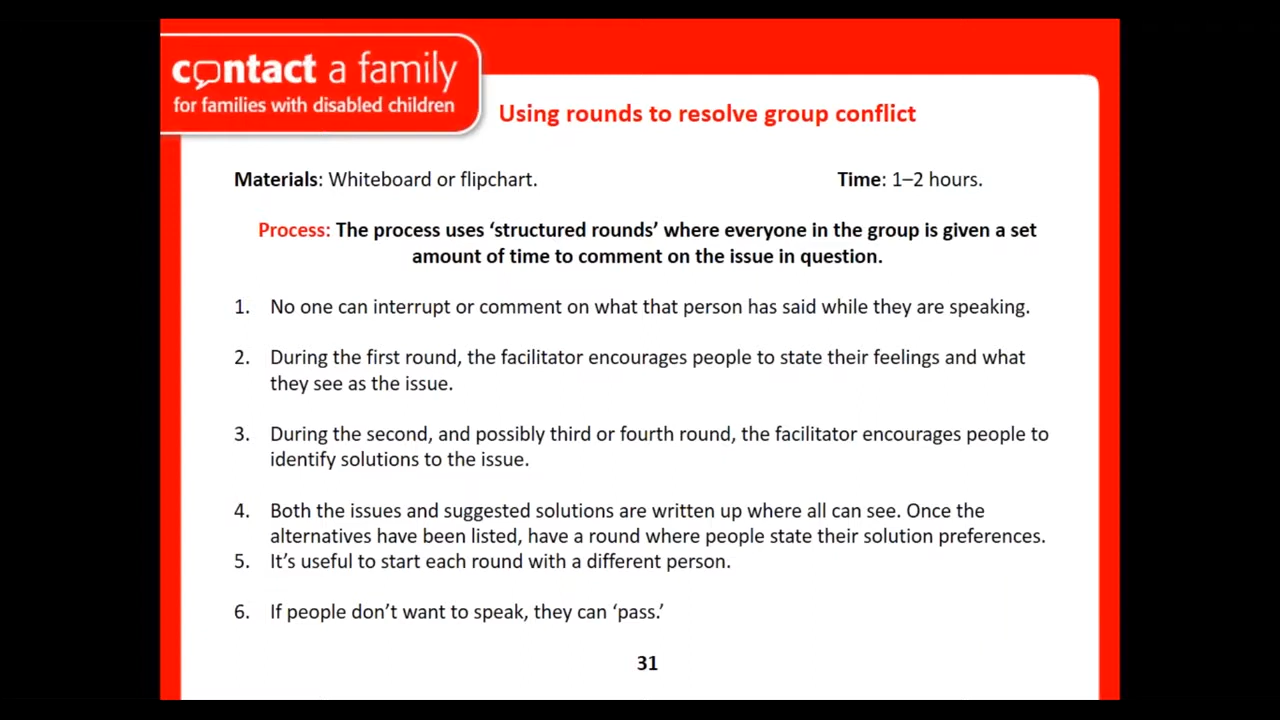 contact a family
for families with disabled children
Using rounds to resolve group conflict
Materials: Whiteboard or flipchart. Time: 1–2 hours.
Process: The process uses ‘structured rounds’ where everyone in the group is given a set
amount of time to comment on the issue in question.
1. No one can interrupt or comment on what that person has said while they are speaking.
2. During the first round, the facilitator encourages people to state their feelings and what
they see as the issue.
3. During the second, and possibly third or fourth round, the facilitator encourages people to
identify solutions to the issue.
4. Both the issues and suggested solutions are written up where all can see. Once the
alternatives have been listed, have a round where people state their solution preferences.
5. It’s useful to start each round with a different person.
6. If people don’t want to speak, they can ‘pass.’
31